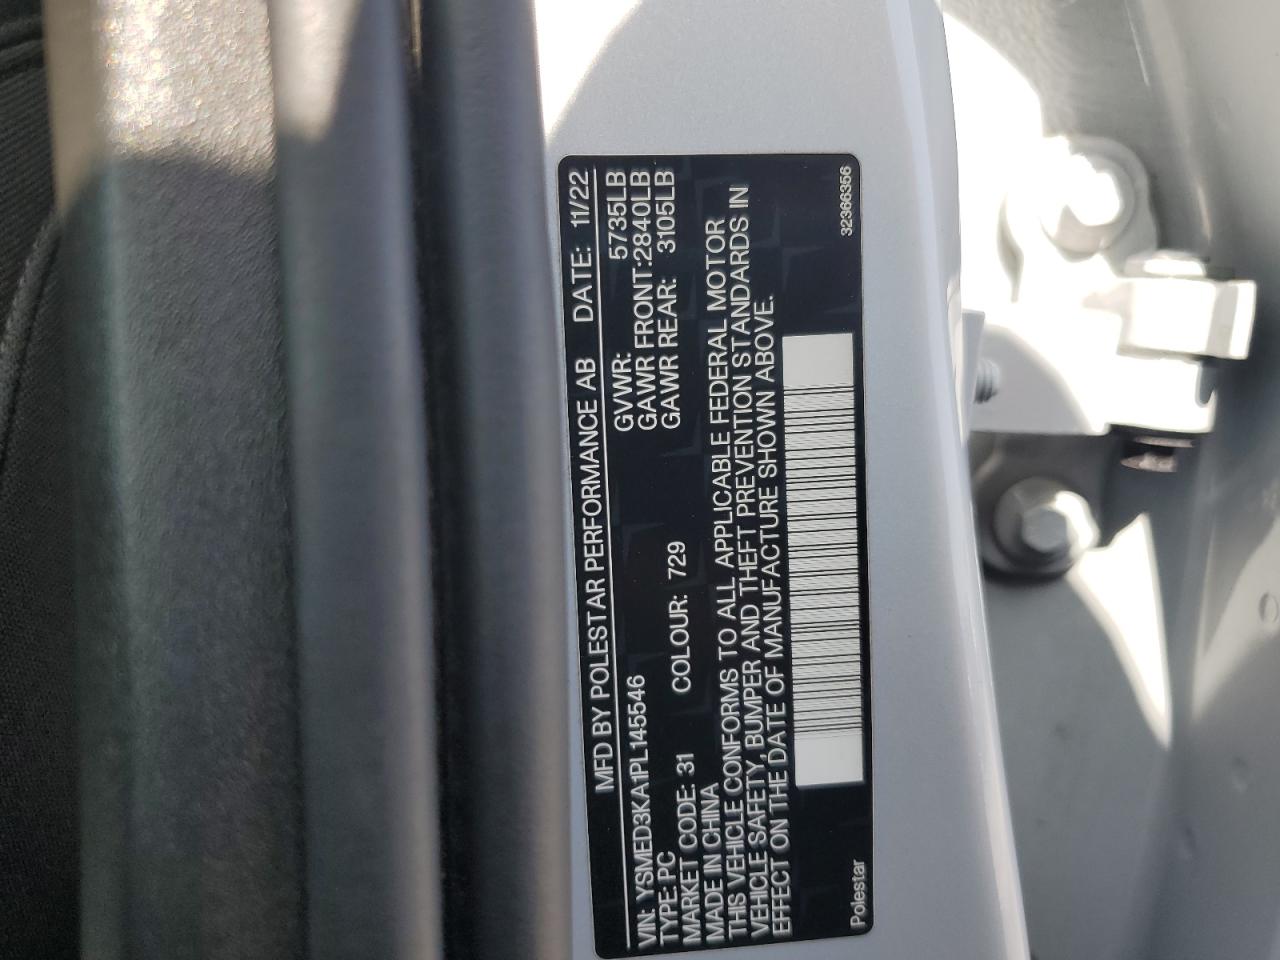 MFD BY POLESTAR PERFORMANCE AB DATE: 11/22
VIN: YSMED3KA1PL145546 GVWR: 5735LB
TYPE: PC GAWR FRONT:2840LB
MARKET CODE: 31 COLOUR: 729 GAWR REAR: 3105LB
MADE IN CHINA
THIS VEHICLE CONFORMS TO ALL APPLICABLE FEDERAL MOTOR
VEHICLE SAFETY, BUMPER AND THEFT PREVENTION STANDARDS IN
EFFECT ON THE DATE OF MANUFACTURE SHOWN ABOVE.
Polestar 32366356